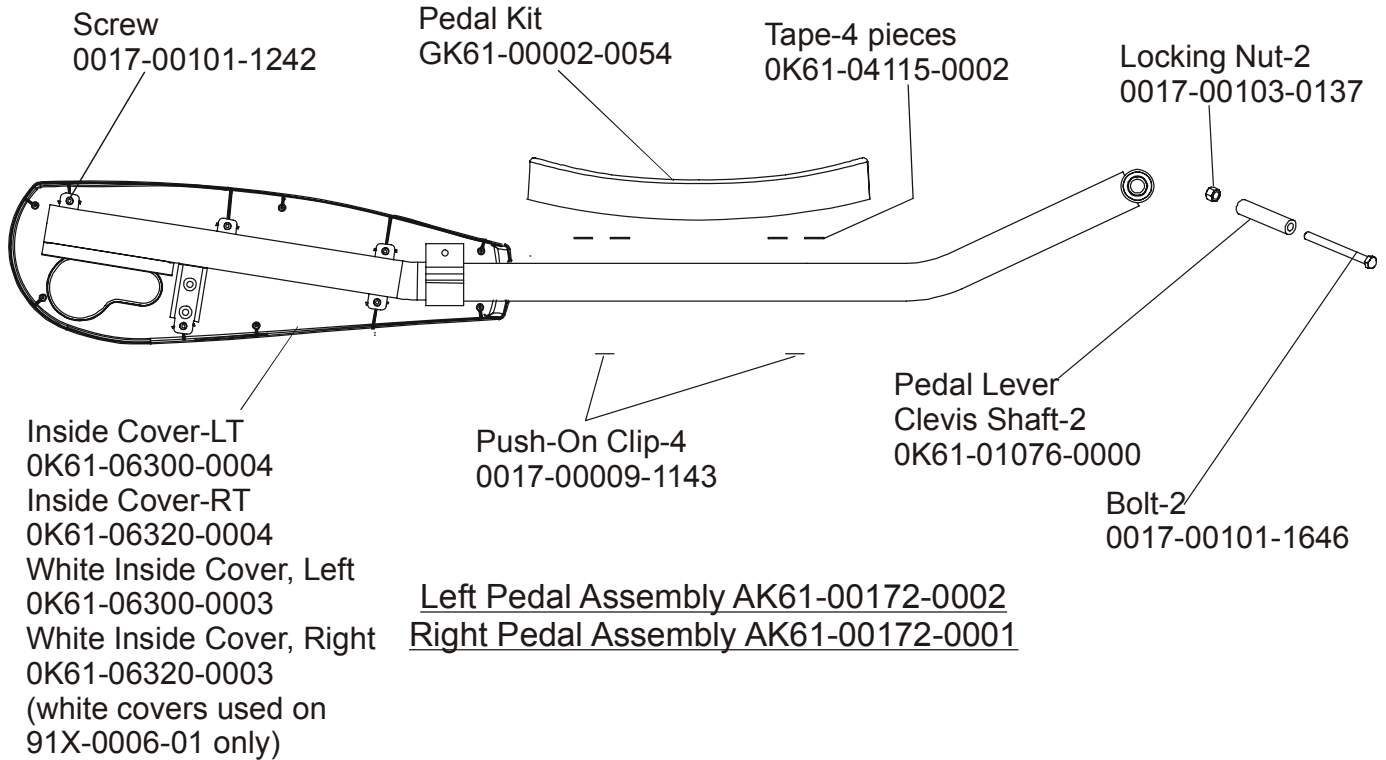 Screw
0017-00101-1242
Pedal Kit
GK61-00002-0054
Tape-4 pieces
0K61-04115-0002
Locking Nut-2
0017-00103-0137
Inside Cover-LT
0K61-06300-0004
Inside Cover-RT
0K61-06320-0004
White Inside Cover, Left
0K61-06300-0003
White Inside Cover, Right
0K61-06320-0003
(white covers used on
91X-0006-01 only)
Push-On Clip-4
0017-00009-1143
Pedal Lever
Clevis Shaft-2
0K61-01076-0000
Bolt-2
0017-00101-1646
Left Pedal Assembly AK61-00172-0002
Right Pedal Assembly AK61-00172-0001